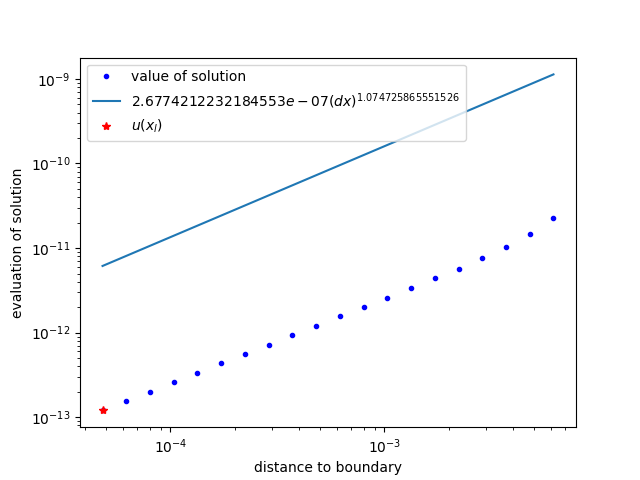 value of solution
2.6774212232184553e − 07(dx)^1.074725865551526
u(x_l)
10^−9
10^−10
10^−11
10^−12
10^−13
evaluation of solution
10^−4
10^−3
distance to boundary